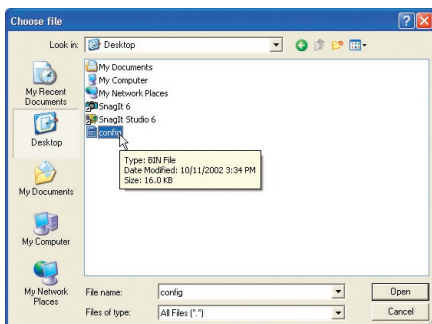 Choose file
Look in:
Desktop
My Recent
Documents
Desktop
My Documents
My Computer
My Network
Places
My Documents
My Computer
My Network Places
SnagIt 6
SnagIt Studio 6
config
Type: BIN File
Date Modified: 10/11/2002 3:34 PM
Size: 16.0 KB
File name:
config
Open
Files of type:
All Files (*.*)
Cancel